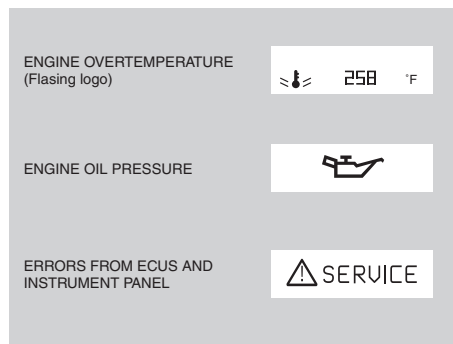 ENGINE OVERTEMPERATURE
(Flasing logo)
258 °F
ENGINE OIL PRESSURE
ERRORS FROM ECUS AND
INSTRUMENT PANEL
SERVICE